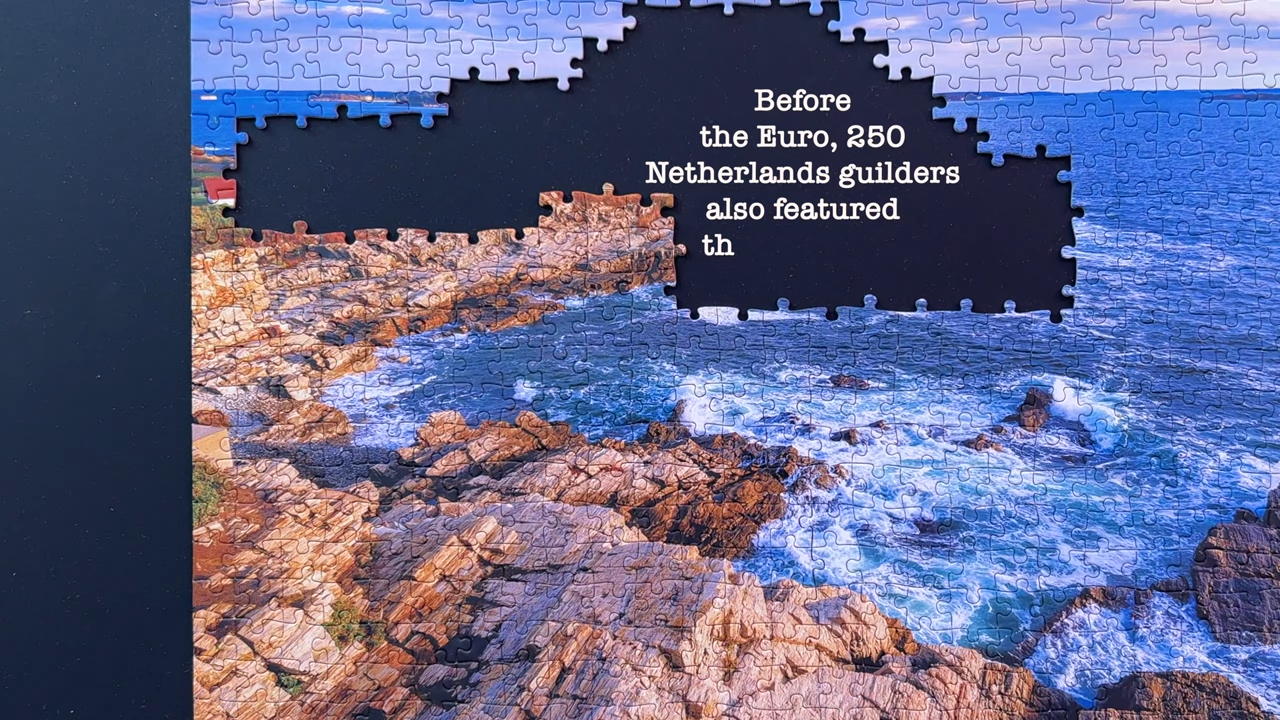 Before
the Euro, 250
Netherlands guilders
also featured
th